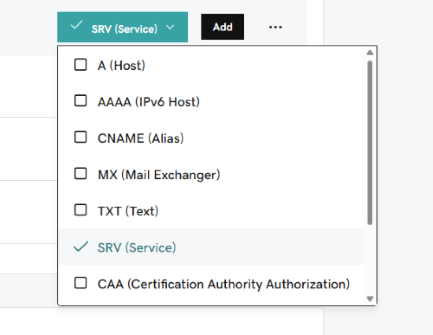 SRV (Service)
Add
A (Host)
AAAA (IPv6 Host)
CNAME (Alias)
MX (Mail Exchanger)
TXT (Text)
SRV (Service)
CAA (Certification Authority Authorization)